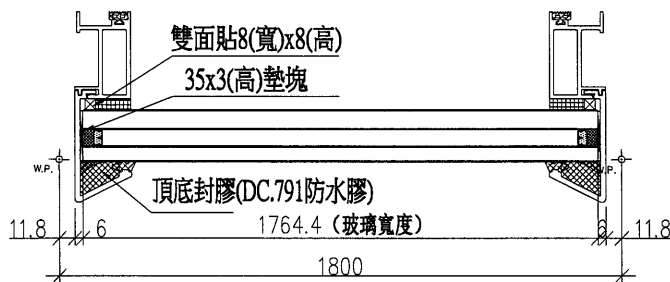 雙面貼8(寬)x8(高)
35x3(高)墊塊
W.P. W.P.
頂底封膠(DC.791防水膠)
11.8 6 1764.4 (玻璃寬度) 11.8
1800